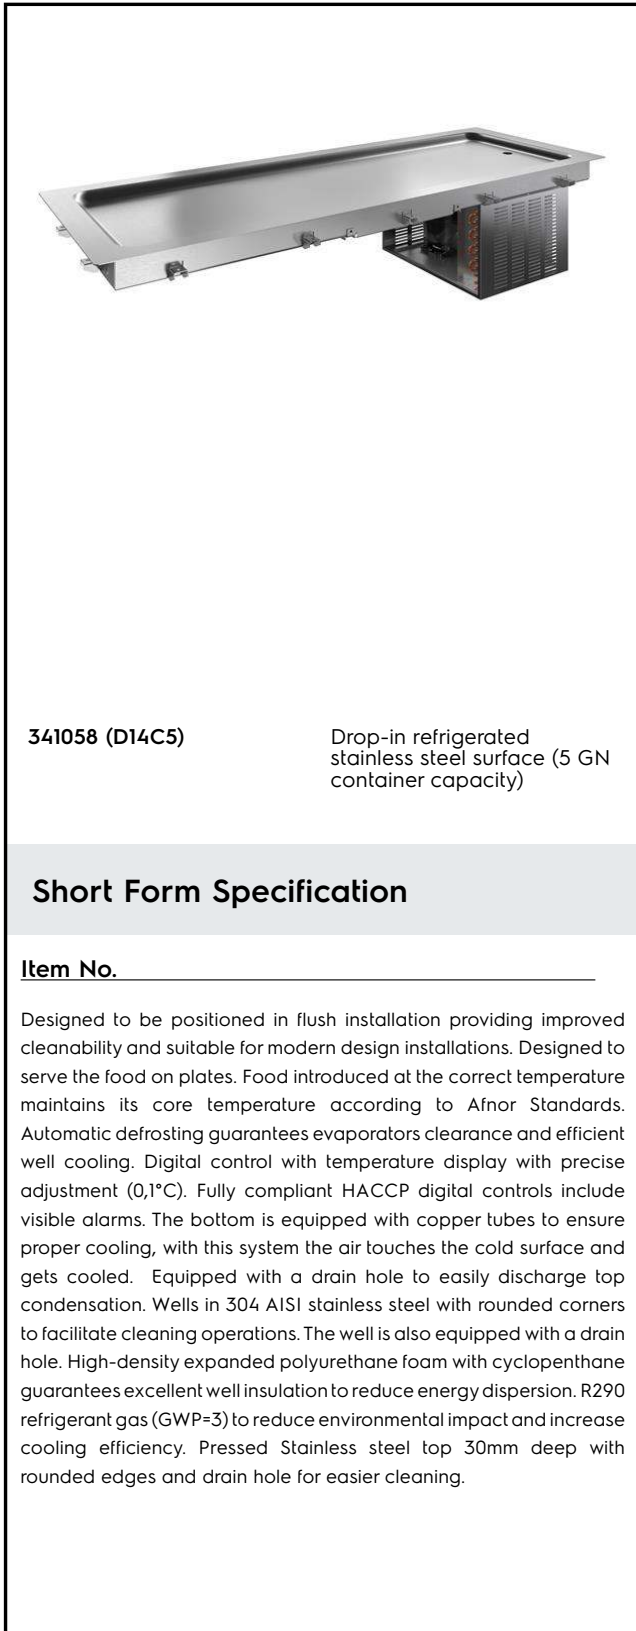 341058 (D14C5)
Drop-in refrigerated
stainless steel surface (5 GN
container capacity)
Short Form Specification
Item No.
Designed to be positioned in flush installation providing improved
cleanability and suitable for modern design installations. Designed to
serve the food on plates. Food introduced at the correct temperature
maintains its core temperature according to Afnor Standards.
Automatic defrosting guarantees evaporators clearance and efficient
well cooling. Digital control with temperature display with precise
adjustment (0,1°C). Fully compliant HACCP digital controls include
visible alarms. The bottom is equipped with copper tubes to ensure
proper cooling, with this system the air touches the cold surface and
gets cooled. Equipped with a drain hole to easily discharge top
condensation. Wells in 304 AISI stainless steel with rounded corners
to facilitate cleaning operations. The well is also equipped with a drain
hole. High-density expanded polyurethane foam with cyclopenthane
guarantees excellent well insulation to reduce energy dispersion. R290
refrigerant gas (GWP=3) to reduce environmental impact and increase
cooling efficiency. Pressed Stainless steel top 30mm deep with
rounded edges and drain hole for easier cleaning.